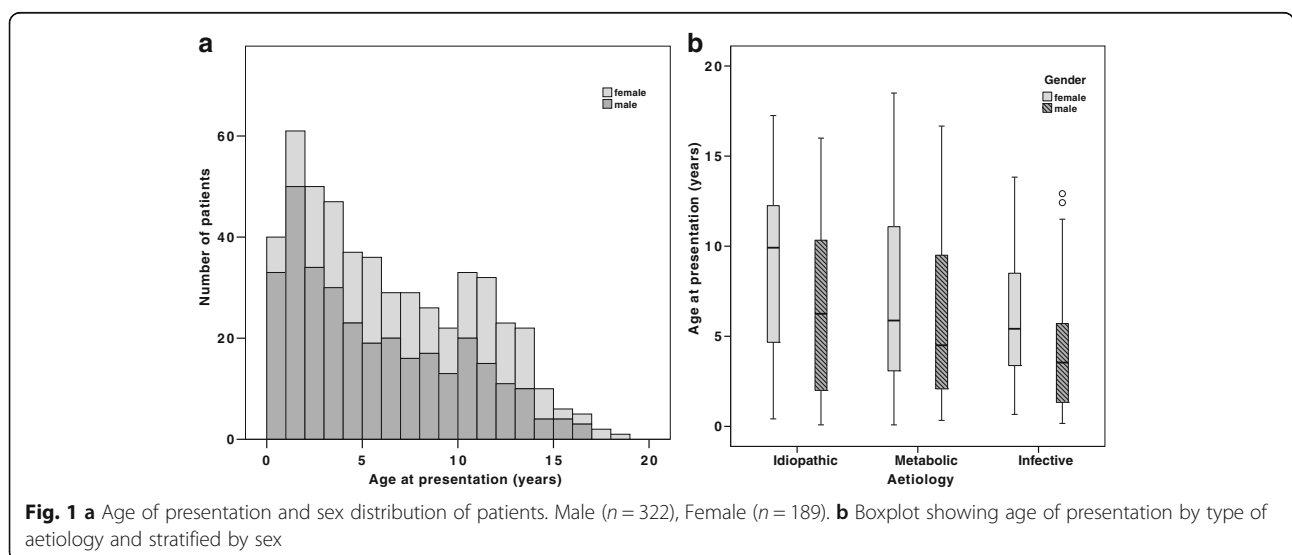 a
female
male
60
40
20
0
Number of patients
0 5 10 15 20
Age at presentation (years)
b
Gender
female
male
20
15
10
5
0
Age at presentation (years)
Idiopathic Metabolic Infective
Aetiology
Fig. 1 a Age of presentation and sex distribution of patients. Male (n = 322), Female (n = 189). b Boxplot showing age of presentation by type of
aetiology and stratified by sex